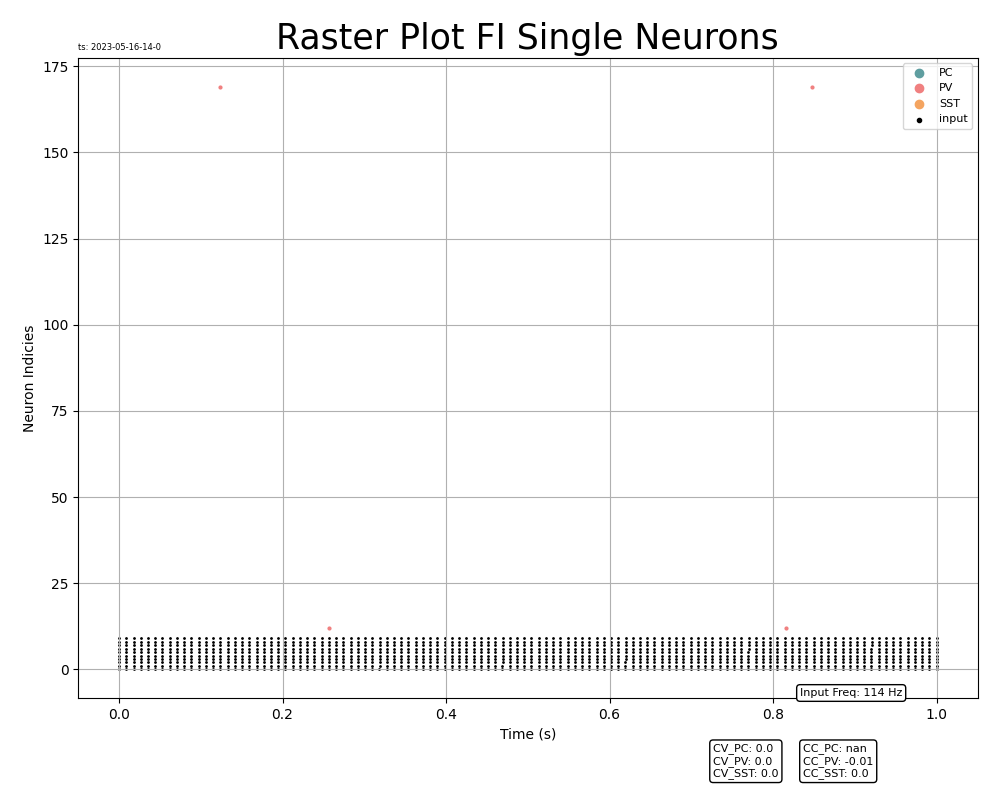 Raster Plot FI Single Neurons
ts: 2023-05-16-14-0
PC
PV
SST
input
175
150
125
100
75
50
25
0
Neuron Indicies
Input Freq: 114 Hz
0.0
0.2
0.4
0.6
0.8
1.0
Time (s)
CV_PC: 0.0
CV_PV: 0.0
CV_SST: 0.0
CC_PC: nan
CC_PV: -0.01
CC_SST: 0.0